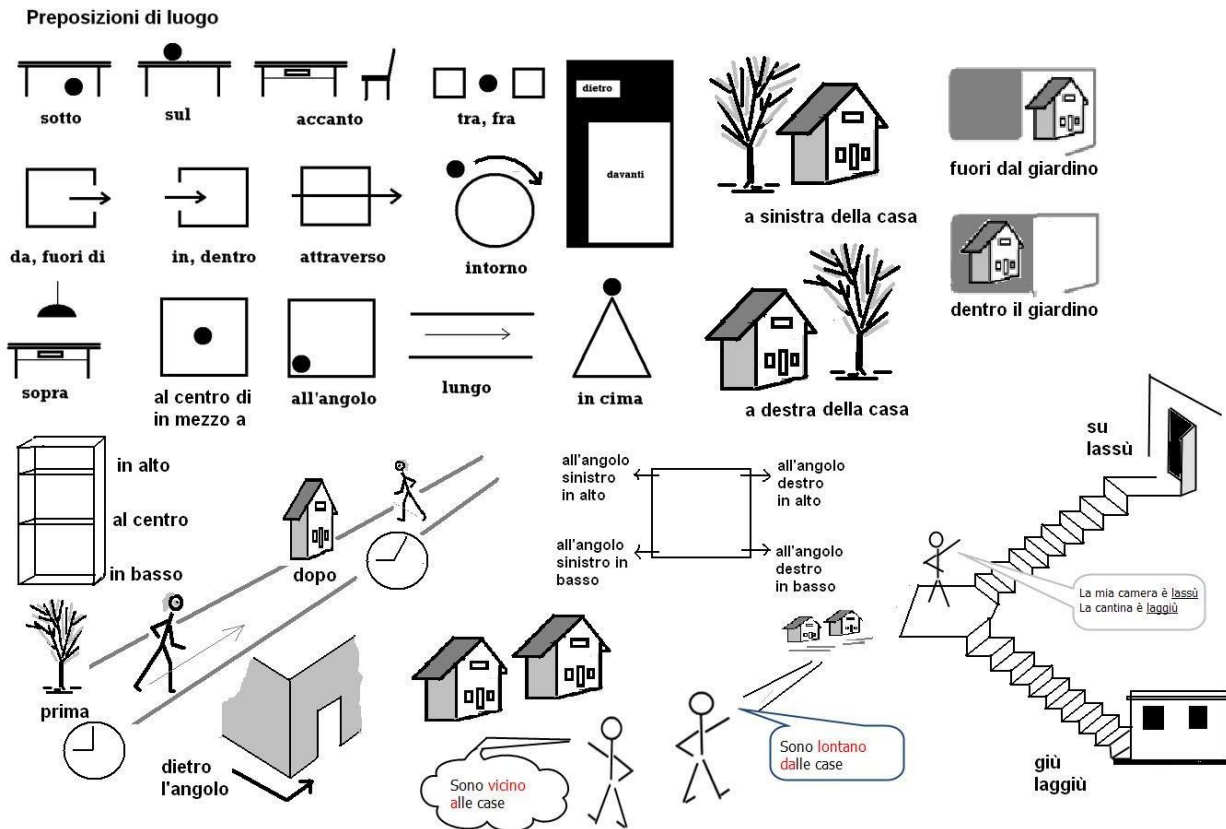 Preposizioni di luogo
sotto
sul
accanto
tra, fra
dietro
davanti
a sinistra della casa
fuori dal giardino
da, fuori di
in, dentro
attraverso
intorno
dentro il giardino
sopra
al centro di
in mezzo a
all'angolo
lungo
in cima
a destra della casa
in alto
al centro
in basso
dopo
prima
dietro
l'angolo
all'angolo
sinistro
in alto
all'angolo
destro
in alto
all'angolo
sinistro in
basso
all'angolo
destro
in basso
su
lassù
La mia camera è lassù
La cantina è laggiù
giù
laggiù
Sono vicino
alle case
Sono lontano
dalle case